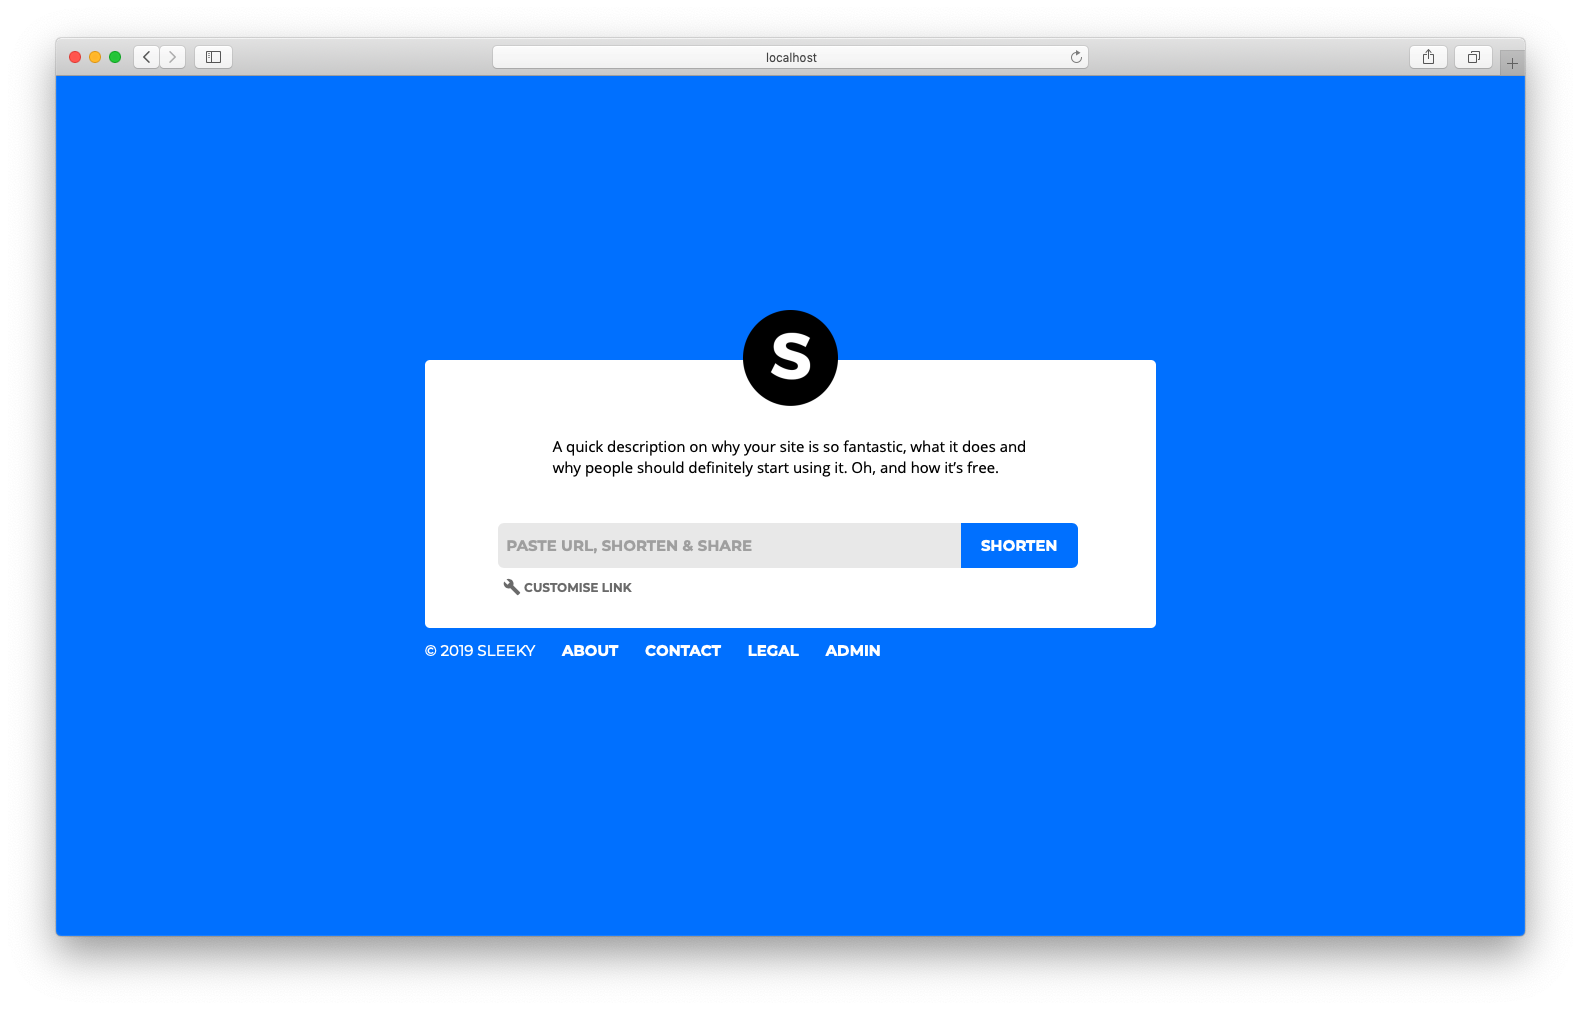 localhost
S
A quick description on why your site is so fantastic, what it does and
why people should definitely start using it. Oh, and how it’s free.
PASTE URL, SHORTEN & SHARE
SHORTEN
CUSTOMISE LINK
© 2019 SLEEKY ABOUT CONTACT LEGAL ADMIN